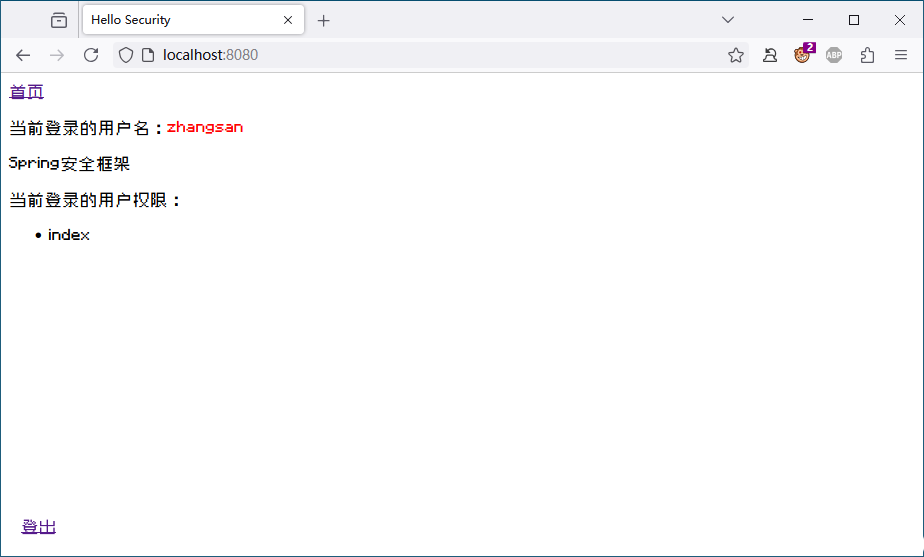 Hello Security
localhost:8080
2
ABP
首页
当前登录的用户名：zhangsan
Spring安全框架
当前登录的用户权限：
• index
登出